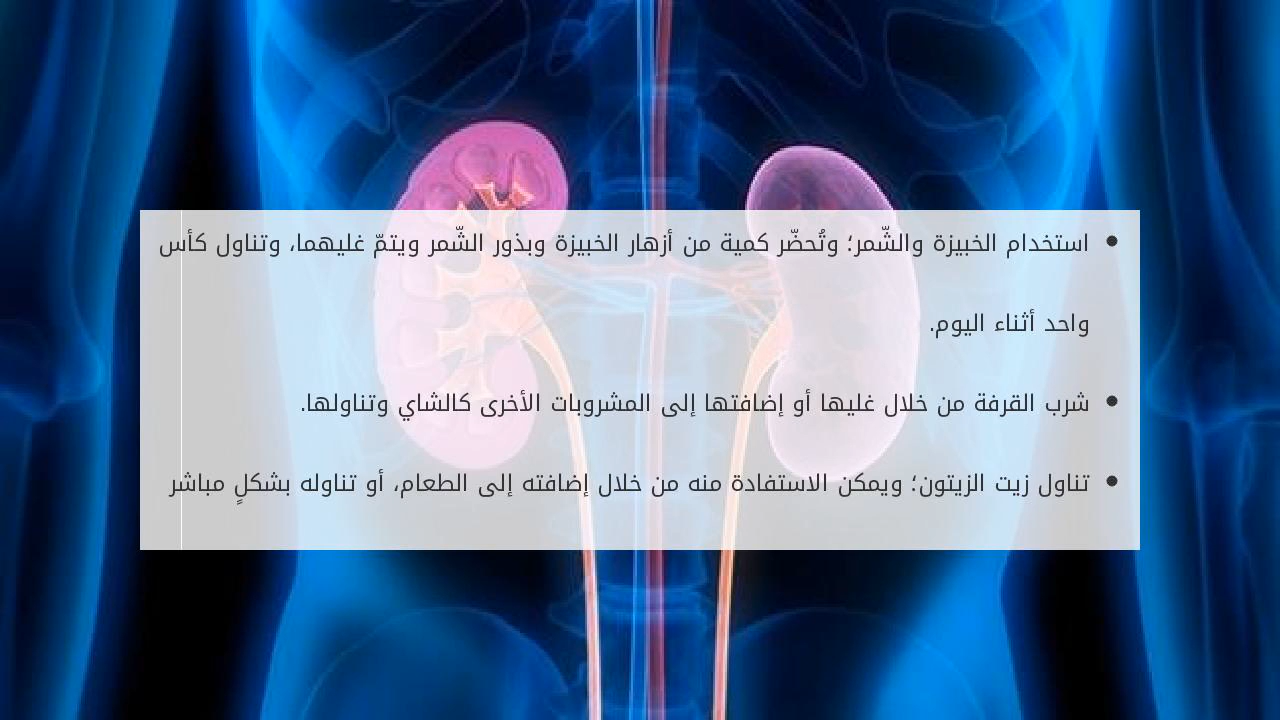 • استخدام الخبيزة والشّمر؛ وتُحضّر كمية من أزهار الخبيزة وبذور الشّمر ويتمّ غليهما، وتناول كأس
واحد أثناء اليوم.
• شرب القرفة من خلال غليها أو إضافتها إلى المشروبات الأخرى كالشاي وتناولها.
• تناول زيت الزيتون؛ ويمكن الاستفادة منه من خلال إضافته إلى الطعام، أو تناوله بشكلٍ مباشر